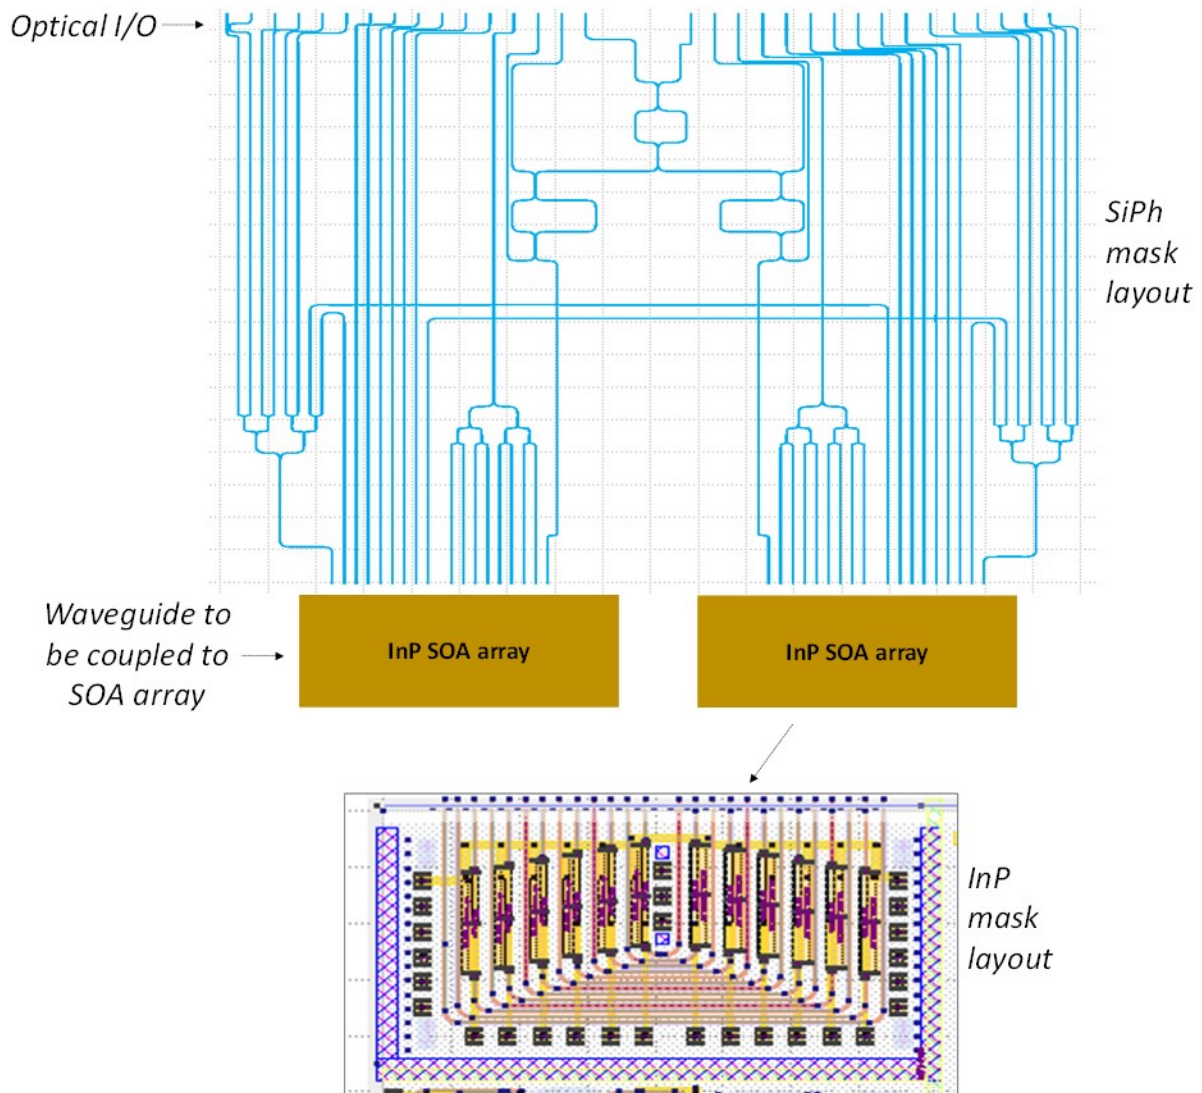 Optical I/O
SiPh
mask
layout
Waveguide to
be coupled to
SOA array
InP SOA array
InP SOA array
InP
mask
layout